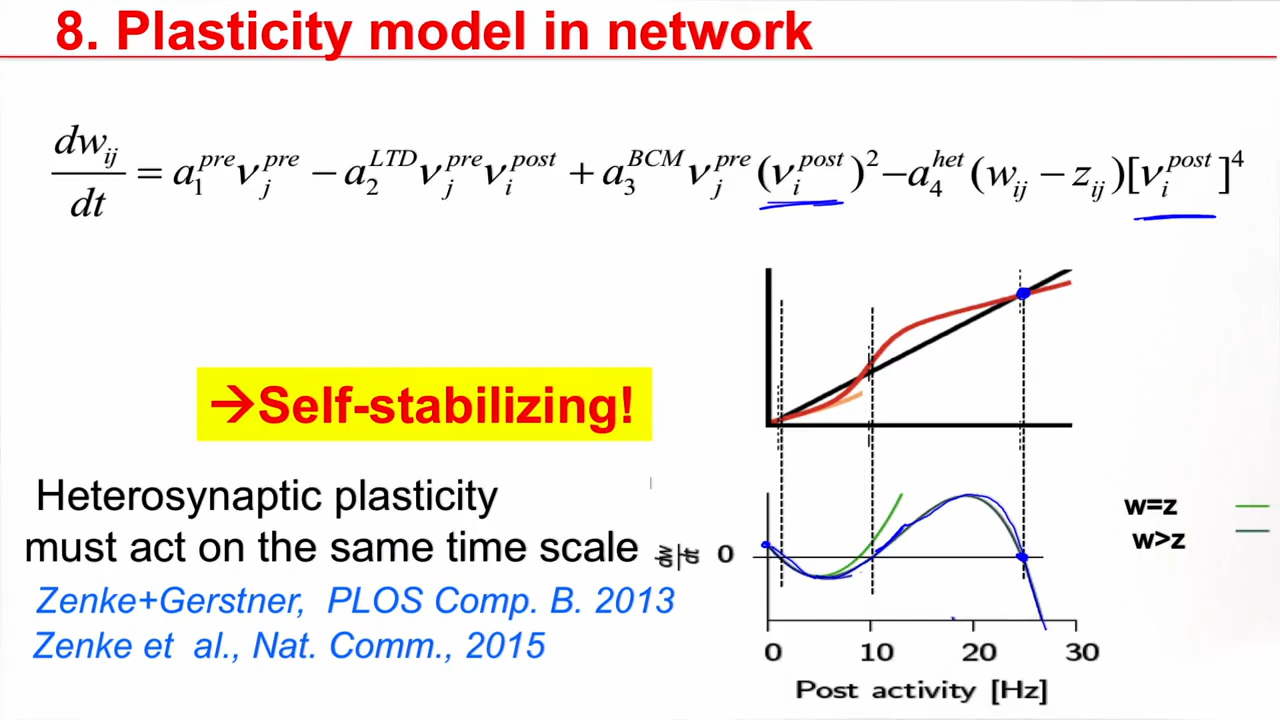 8. Plasticity model in network
dw_ij/dt = a_1^pre ν_j^pre − a_2^LTD ν_j^pre ν_i^post + a_3^BCM ν_j^pre (ν_i^post)^2 − a_4^het (w_ij − z_ij)[ν_i^post]^4
→Self-stabilizing!
Heterosynaptic plasticity
must act on the same time scale
Zenke+Gerstner, PLOS Comp. B. 2013
Zenke et al., Nat. Comm., 2015
w=z
w>z
dw/dt 0
0 10 20 30
Post activity [Hz]